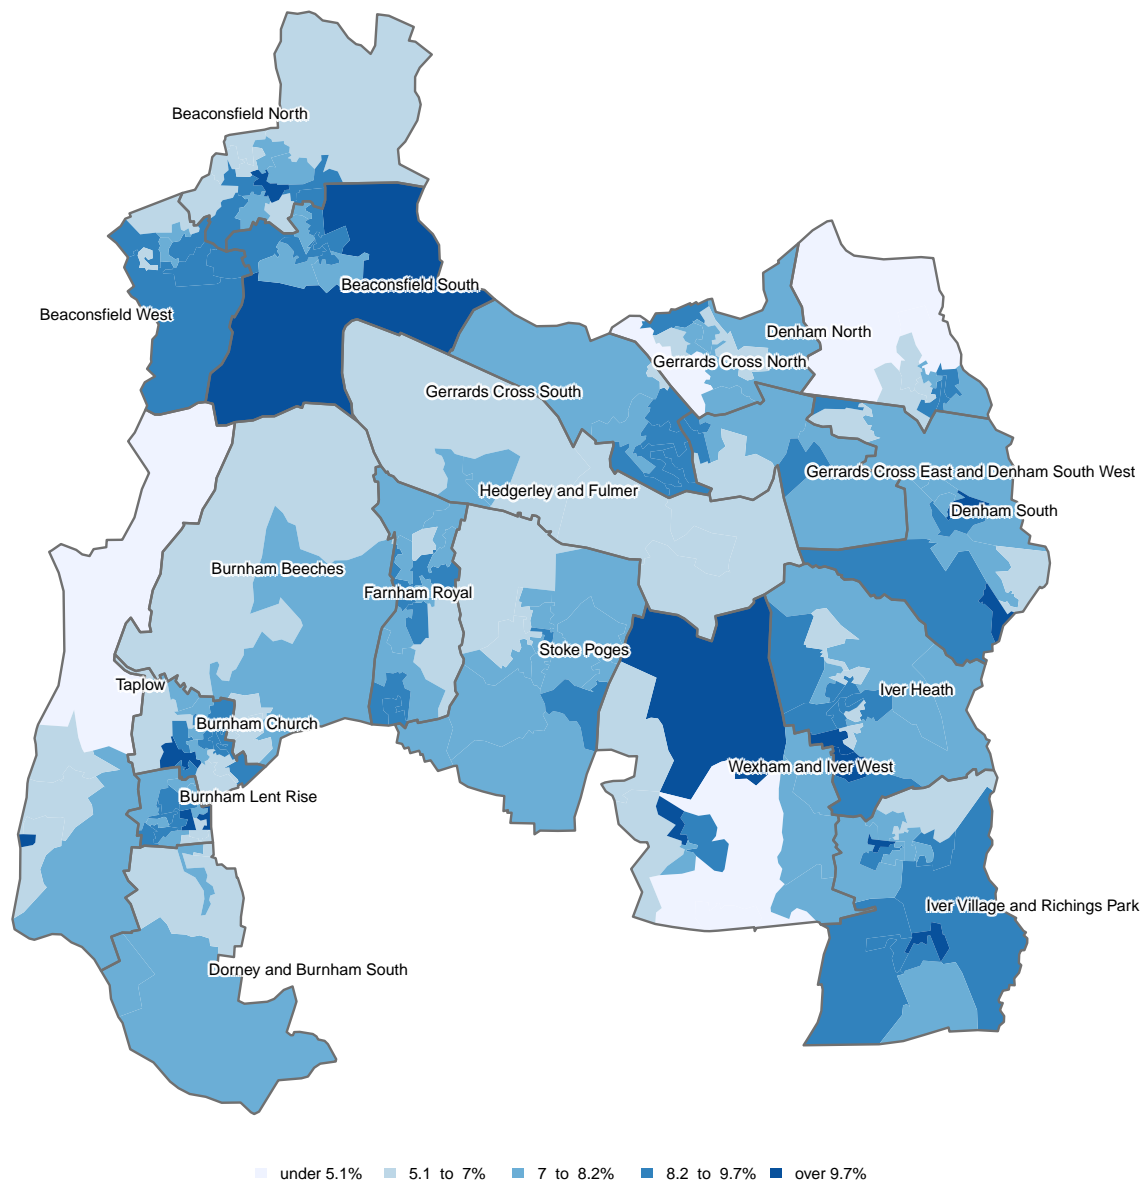 Beaconsfield North
Beaconsfield South
Beaconsfield West
Denham North
Gerrards Cross North
Gerrards Cross South
Gerrards Cross East and Denham South West
Hedgerley and Fulmer
Denham South
Burnham Beeches
Farnham Royal
Stoke Poges
Taplow
Iver Heath
Burnham Church
Wexham and Iver West
Burnham Lent Rise
Iver Village and Richings Park
Dorney and Burnham South
under 5.1% 5.1 to 7% 7 to 8.2% 8.2 to 9.7% over 9.7%